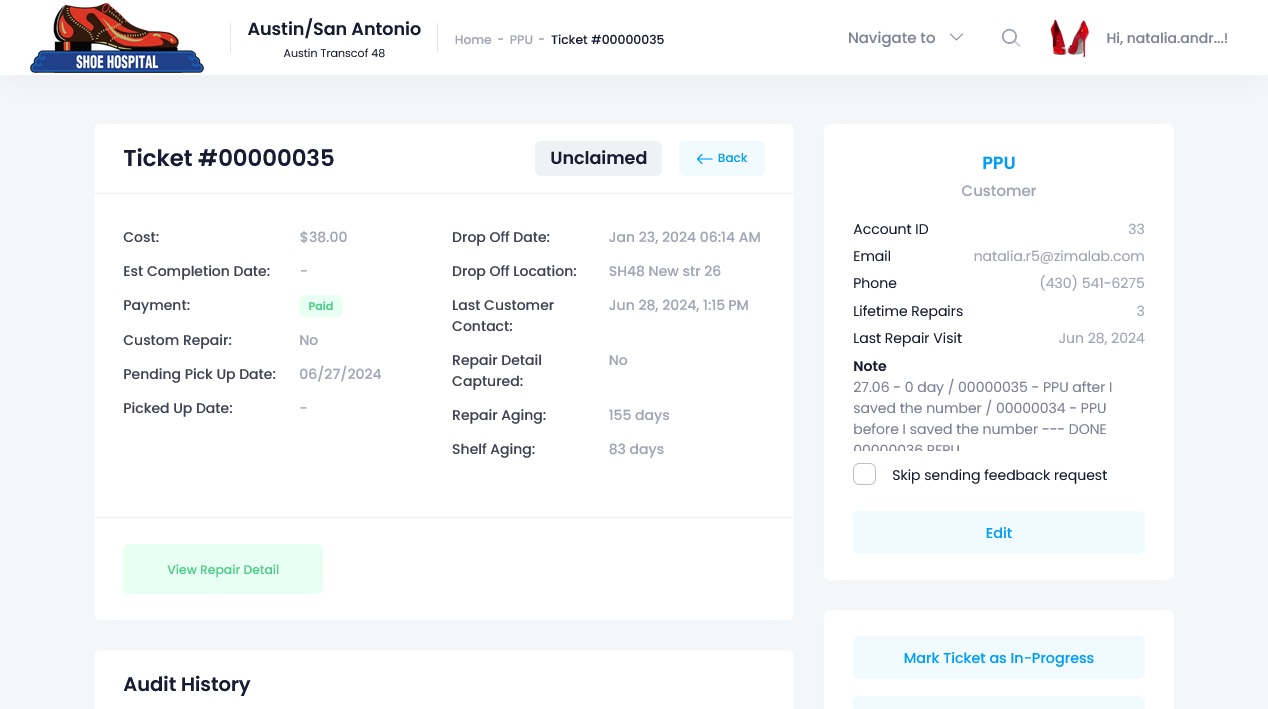 SHOE HOSPITAL
Austin/San Antonio
Austin Transcof 48
Home - PPU - Ticket #00000035
Navigate to
Hi, natalia.andr...!
Ticket #00000035
Unclaimed
← Back
Cost: $38.00
Est Completion Date: -
Payment: Paid
Custom Repair: No
Pending Pick Up Date: 06/27/2024
Picked Up Date: -
Drop Off Date: Jan 23, 2024 06:14 AM
Drop Off Location: SH48 New str 26
Last Customer Jun 28, 2024, 1:15 PM
Contact:
Repair Detail No
Captured:
Repair Aging: 155 days
Shelf Aging: 83 days
View Repair Detail
Audit History
PPU
Customer
Account ID 33
Email natalia.r5@zimalab.com
Phone (430) 541-6275
Lifetime Repairs 3
Last Repair Visit Jun 28, 2024
Note
27.06 - 0 day / 00000035 - PPU after I
saved the number / 00000034 - PPU
before I saved the number --- DONE
00000036
Skip sending feedback request
Edit
Mark Ticket as In-Progress